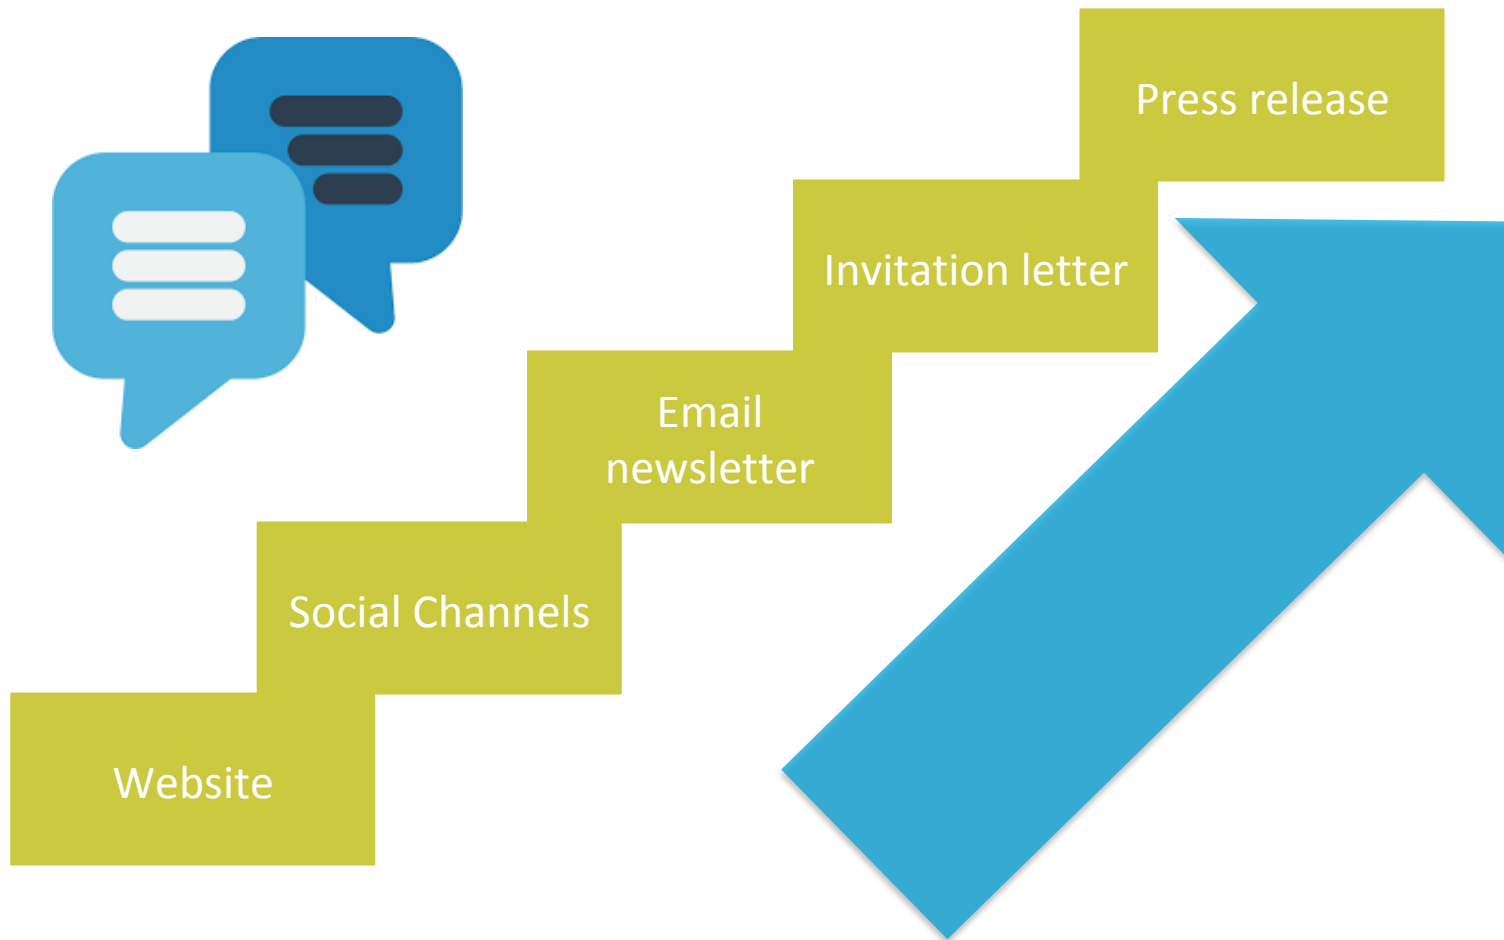 Press release
Invitation letter
Email
newsletter
Social Channels
Website